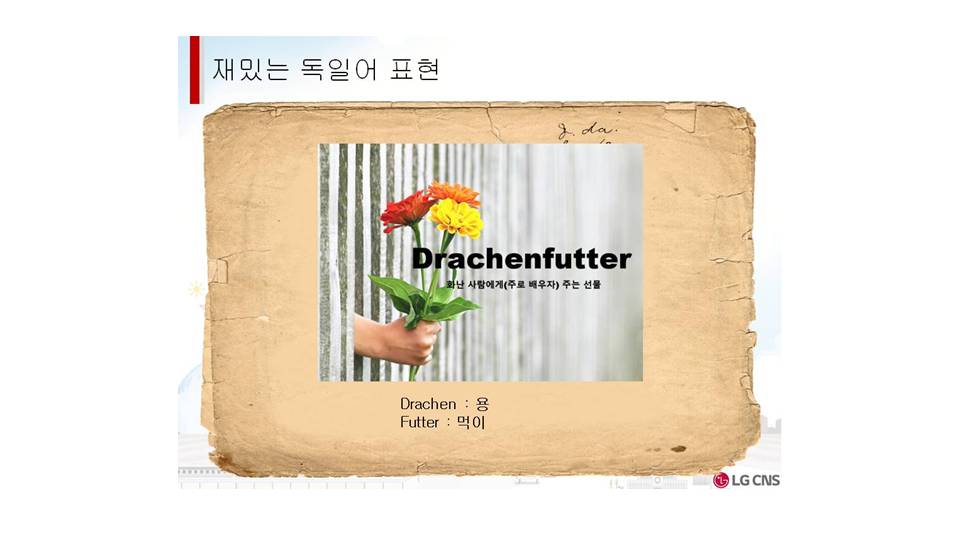 재밌는 독일어 표현
g. da.
Drachenfutter
화난 사람에게(주로 배우자) 주는 선물
Drachen : 용
Futter : 먹이
LG CNS